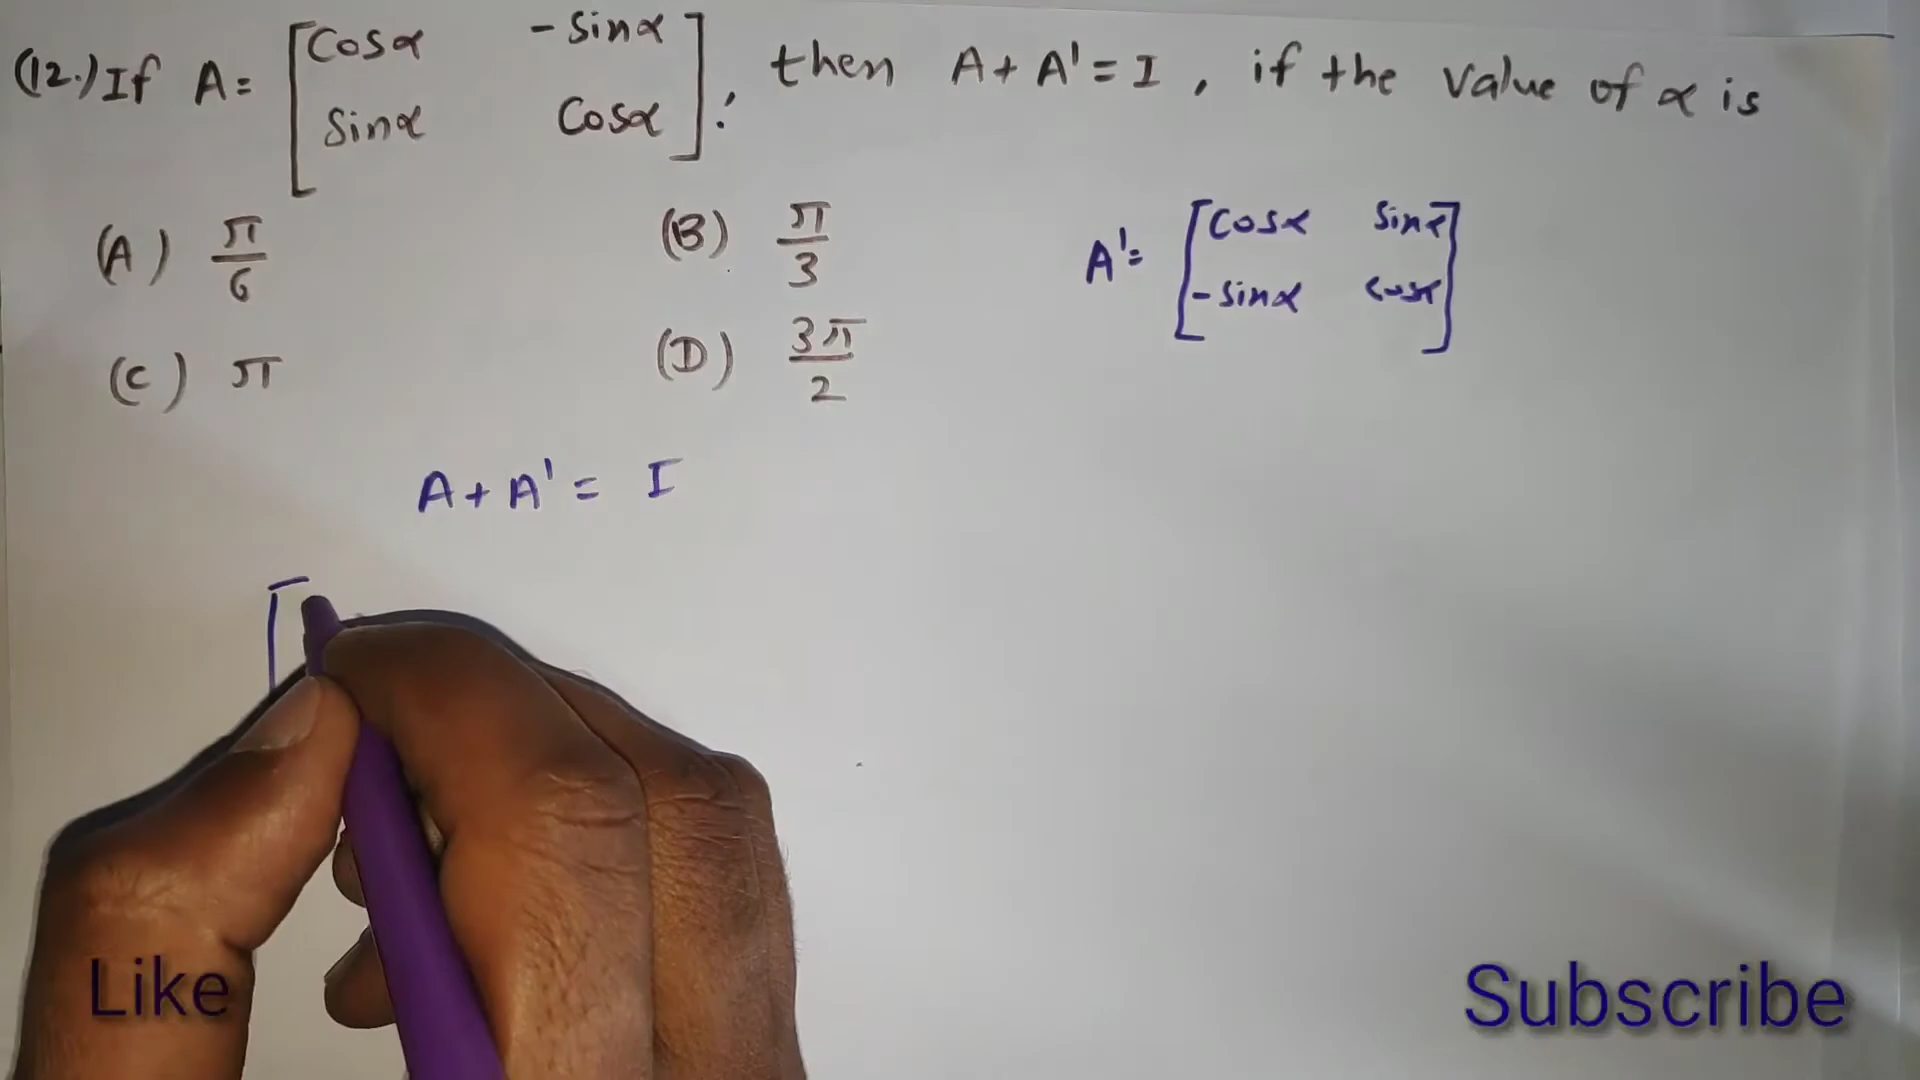 (12.) If A = [cosα -sinα
sinα cosα], then A + A' = I, if the value of α is
(A) π/6 (B) π/3
A' = [cosα sinα
-sinα cosα]
(C) π (D) 3π/2
A + A' = I
[
Like
Subscribe